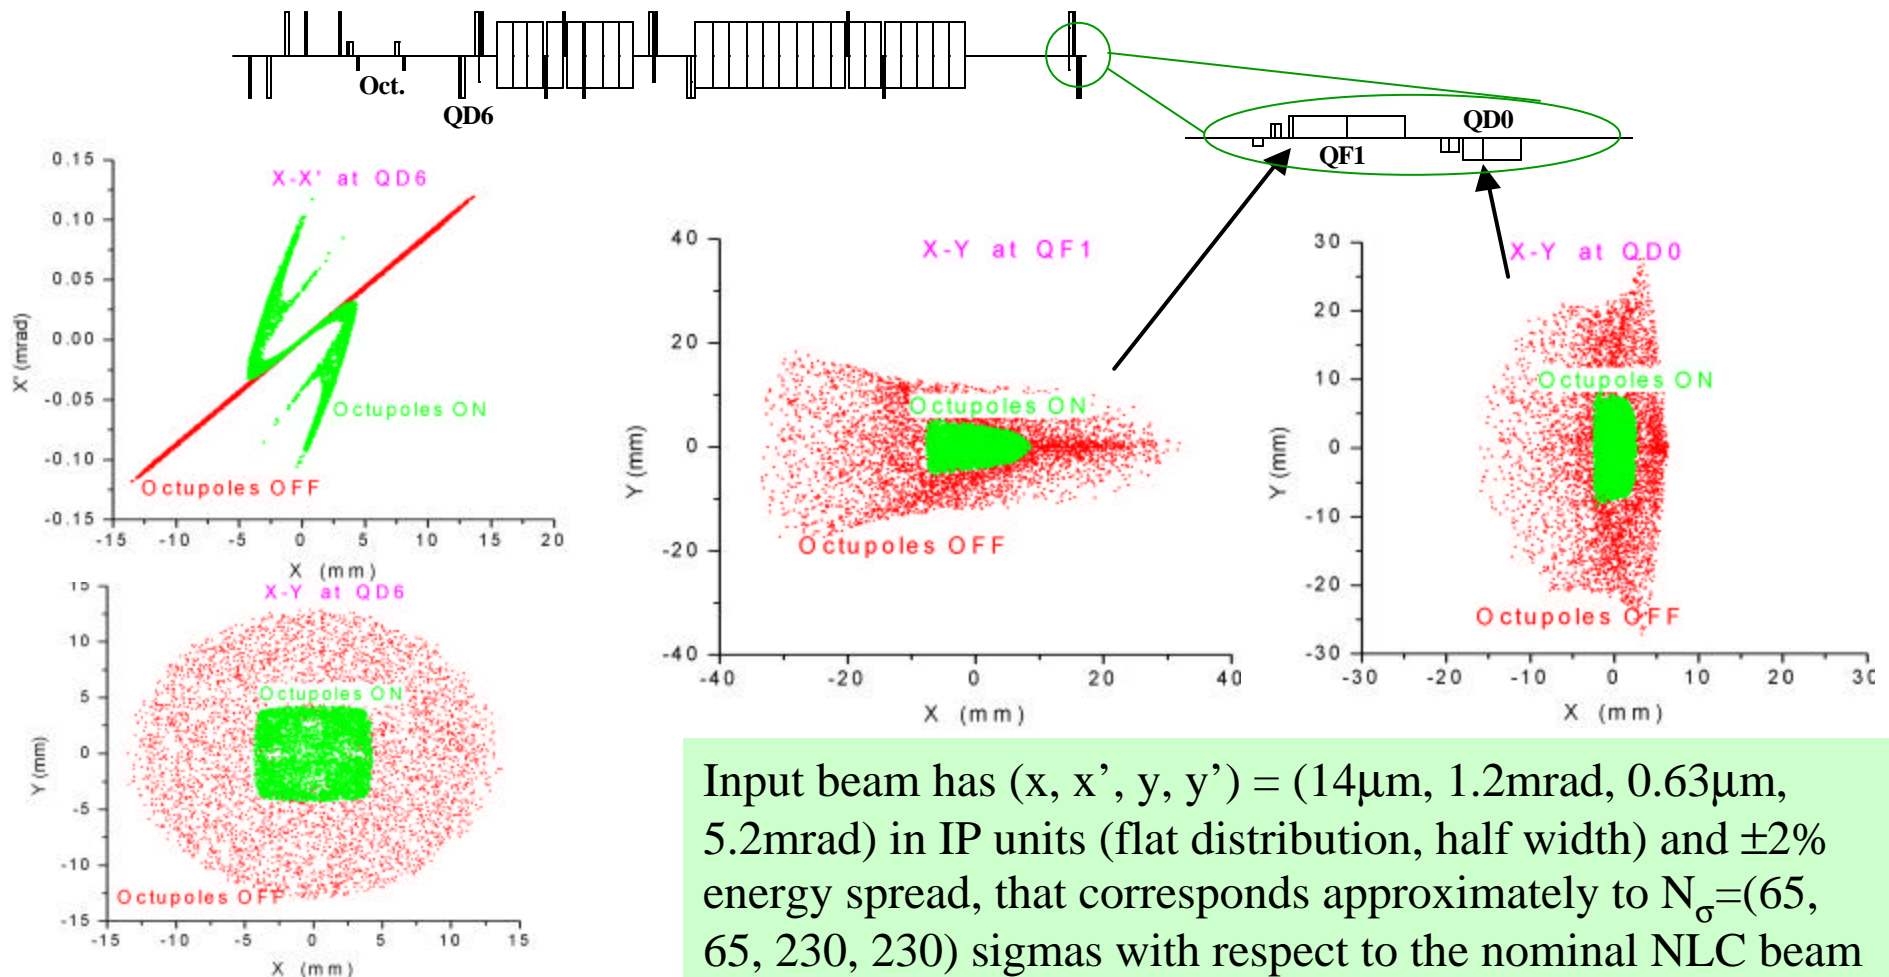 Oct.
QD6
QD0
QF1
X-X' at QD6
0.15
0.10
0.05
0.00
-0.05
-0.10
-0.15
X' (mrad)
Octupoles ON
Octupoles OFF
-15 -10 -5 0 5 10 15 20
X (mm)
X-Y at QD6
15
10
5
0
-5
-10
-15
Y (mm)
Octupoles ON
Octupoles OFF
-15 -10 -5 0 5 10 15
X (mm)
X-Y at QF1
40
20
0
-20
-40
Y (mm)
Octupoles ON
Octupoles OFF
-40 -20 0 20 40
X (mm)
X-Y at QD0
30
20
10
0
-10
-20
-30
Y (mm)
Octupoles ON
Octupoles OFF
-30 -20 -10 0 10 20 30
X (mm)
Input beam has (x, x’, y, y’) = (14μm, 1.2mrad, 0.63μm,
5.2mrad) in IP units (flat distribution, half width) and ±2%
energy spread, that corresponds approximately to Nσ=(65,
65, 230, 230) sigmas with respect to the nominal NLC beam